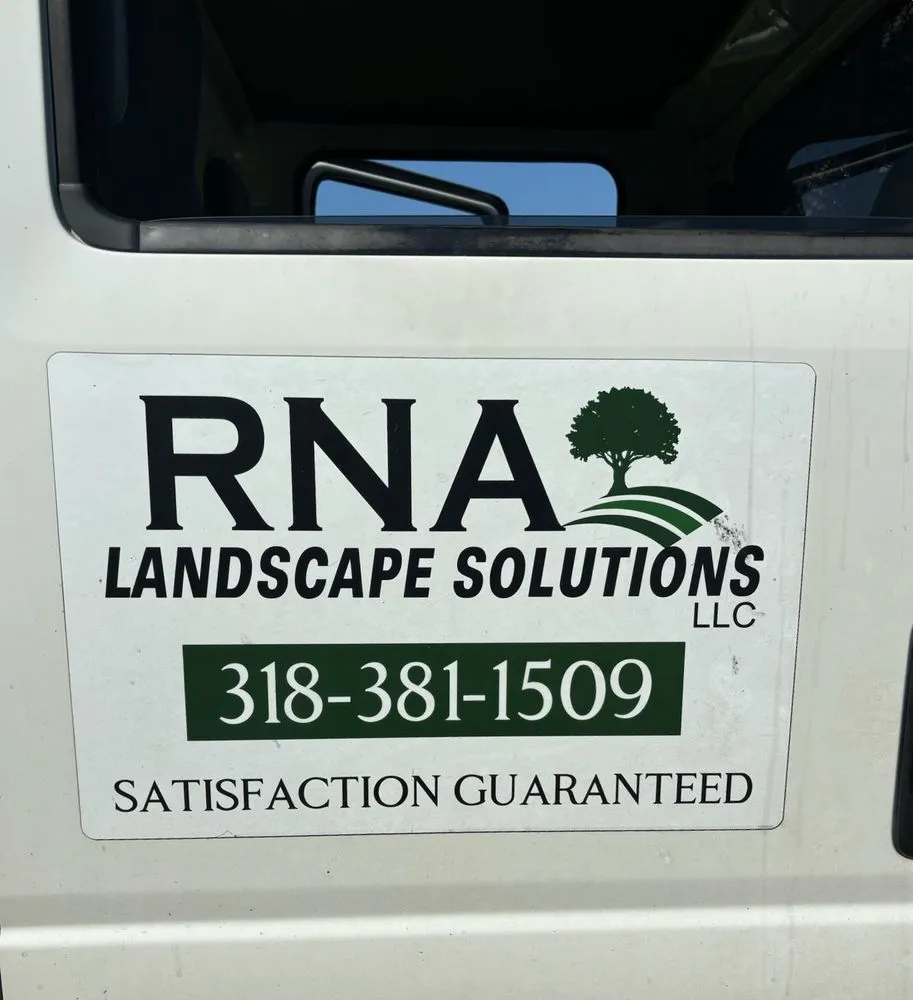 RNA
LANDSCAPE SOLUTIONS
LLC
318-381-1509
SATISFACTION GUARANTEED